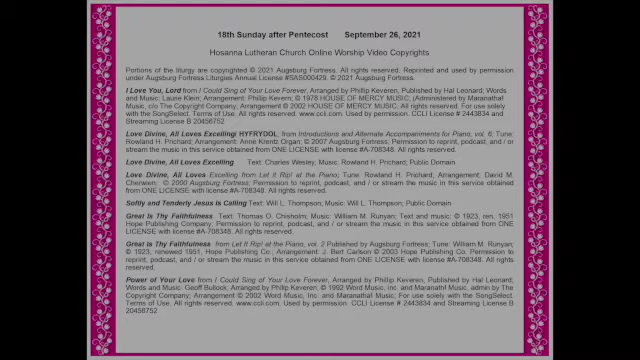 18th Sunday after Pentecost September 26, 2021
Hosanna Lutheran Church Online Worship Video Copyrights
Portions of the liturgy are copyrighted © 2021 Augsburg Fortress. All rights reserved. Reprinted and used by permission
under Augsburg Fortress Liturgies Annual License #SAS000429. © 2021 Augsburg Fortress.
I Love You, Lord from I Could Sing of Your Love Forever, Arranged by Phillip Keveren, Published by Hal Leonard; Words
and Music: Laurie Klein; Arrangement: Phillip Kevern; © 1978 HOUSE OF MERCY MUSIC; (Administered by Maranatha!
Music, c/o The Copyright Company; Arrangement © 2002 HOUSE OF MERCY MUSIC, All rights reserved. For use solely
with the SongSelect. Terms of Use. All rights reserved. www.ccli.com. Used by permission. CCLI License # 2443834 and
Streaming License B 20456752
Love Divine, All Loves Excelling/ HYFRYDOL, from Introductions and Alternate Accompaniments for Piano, vol. 6, Tune:
Rowland H. Prichard; Arrangement: Anne Krentz Organ; © 2007 Augsburg Fortress; Permission to reprint, podcast, and / or
stream the music in this service obtained from ONE LICENSE with license #A-708348. All rights reserved.
Love Divine, All Loves Excelling Text: Charles Wesley; Music: Rowland H. Prichard; Public Domain
Love Divine, All Loves Excelling from Let it Rip! at the Piano; Tune: Rowland H. Prichard, Arrangement: David M.
Cherwien; © 2000 Augsburg Fortress; Permission to reprint, podcast, and / or stream the music in this service obtained
from ONE LICENSE with license #A-708348. All rights reserved.
Softly and Tenderly Jesus is Calling Text: Will L. Thompson; Music: Will L. Thompson; Public Domain
Great is Thy Faithfulness Text: Thomas O. Chisholm; Music: William M. Runyan; Text and music: © 1923, ren. 1951
Hope Publishing Company; Permission to reprint, podcast, and / or stream the music in this service obtained from ONE
LICENSE with license #A-708348. All rights reserved.
Great is Thy Faithfulness from Let it Rip! at the Piano, vol. 2 Published by Augsburg Fortress; Tune: William M. Runyan;
© 1923, renewed 1951, Hope Publishing Co.; Arrangement: J. Bert Carlson © 2003 Hope Publishing Co. Permission to
reprint, podcast, and / or stream the music in this service obtained from ONE LICENSE with license #A-708348. All rights
reserved.
Power of Your Love from I Could Sing of Your Love Forever, Arranged by Philip Keveren, Published by Hal Leonard;
Words and Music: Geoff Bullock; Arranged by Phillip Keveren; © 1992 Word Music, Inc. and Maranatha! Music, admin by The
Copyright Company; Arrangement © 2002 Word Music, Inc. and Maranatha! Music; For use solely with the SongSelect.
Terms of Use. All rights reserved. www.ccli.com. Used by permission. CCLI License # 2443834 and Streaming License B
20456752